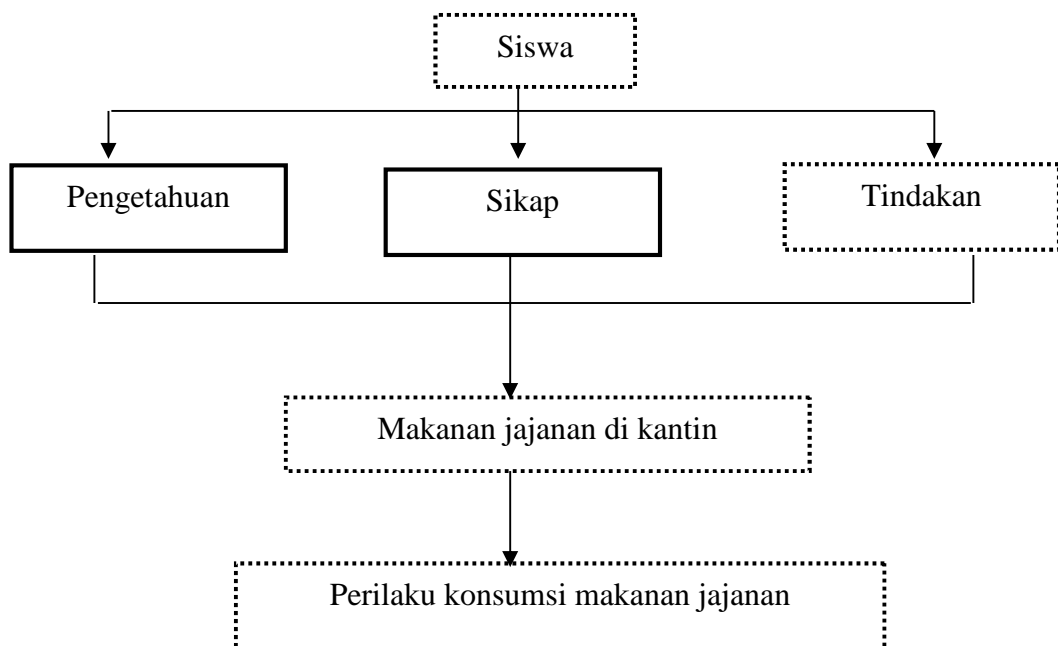 Siswa
Pengetahuan
Sikap
Tindakan
Makanan jajanan di kantin
Perilaku konsumsi makanan jajanan